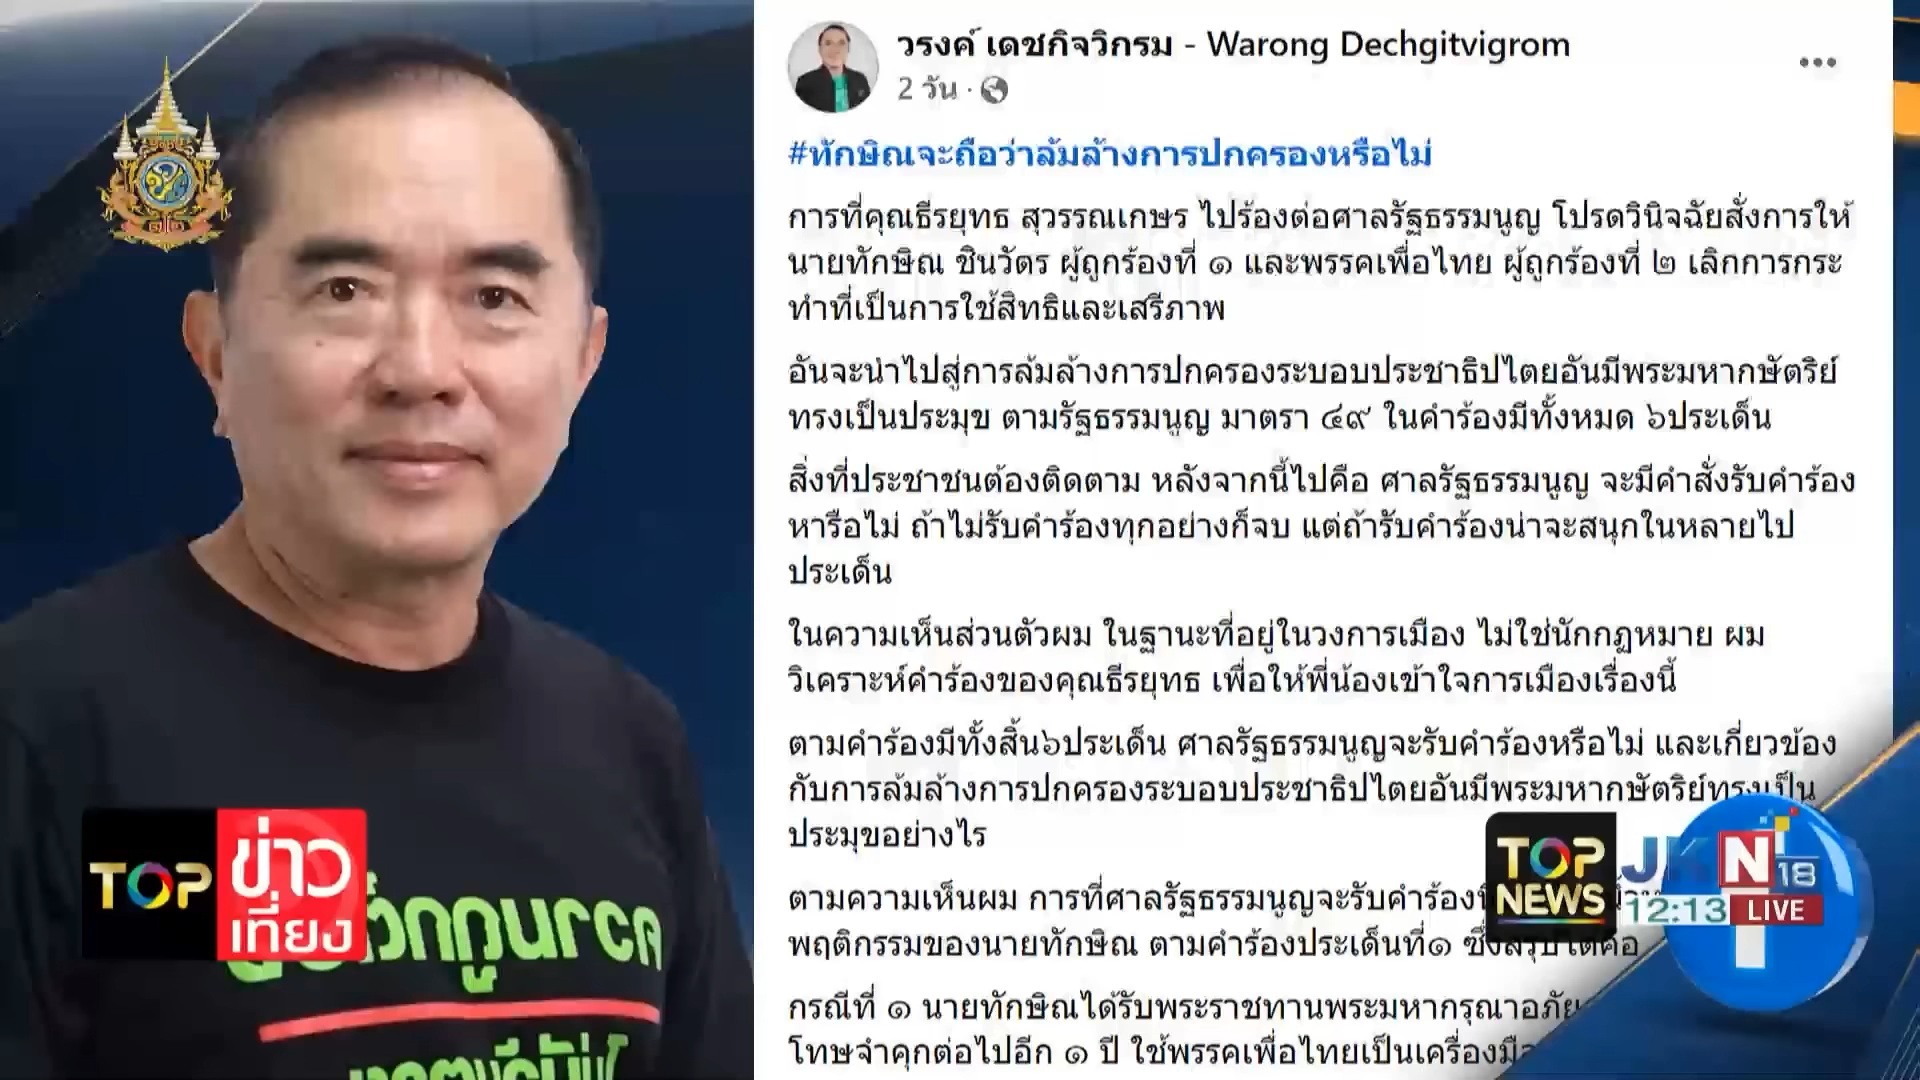 วรงค์ เดชกิจวิกรม - Warong Dechgitvigrom
2 วัน ·
#ทักษิณจะถือว่าล้มล้างการปกครองหรือไม่
การที่คุณธีรยุทธ สุวรรณเกษร ไปร้องต่อศาลรัฐธรรมนูญ โปรดวินิจฉัยสั่งการให้
นายทักษิณ ชินวัตร ผู้ถูกร้องที่ ๑ และพรรคเพื่อไทย ผู้ถูกร้องที่ ๒ เลิกการกระ
ทำที่เป็นการใช้สิทธิและเสรีภาพ
อันจะนำไปสู่การล้มล้างการปกครองระบอบประชาธิปไตยอันมีพระมหากษัตริย์
ทรงเป็นประมุข ตามรัฐธรรมนูญ มาตรา ๔๙ ในคำร้องมีทั้งหมด ๖ประเด็น
สิ่งที่ประชาชนต้องติดตาม หลังจากนี้ไปคือ ศาลรัฐธรรมนูญ จะมีคำสั่งรับคำร้อง
หารือไม่ ถ้าไม่รับคำร้องทุกอย่างก็จบ แต่ถ้ารับคำร้องน่าจะสนุกในหลายไป
ประเด็น
ในความเห็นส่วนตัวผม ในฐานะที่อยู่ในวงการเมือง ไม่ใช่นักกฏหมาย ผม
วิเคราะห์คำร้องของคุณธีรยุทธ เพื่อให้พี่น้องเข้าใจการเมืองเรื่องนี้
ตามคำร้องมีทั้งสิ้น๖ประเด็น ศาลรัฐธรรมนูญจะรับคำร้องหรือไม่ และเกี่ยวข้อง
กับการล้มล้างการปกครองระบอบประชาธิปไตยอันมีพระมหากษัตริย์ทรงเป็น
ประมุขอย่างไร
ตามความเห็นผม การที่ศาลรัฐธรรมนูญจะรับคำร้อง
พฤติกรรมของนายทักษิณ ตามคำร้องประเด็นที่๑ ซึ่งสรุปได้คือ
กรณีที่ ๑ นายทักษิณได้รับพระราชทานพระมหากรุณาอภัย
โทษจำคุกต่อไปอีก ๑ ปี ใช้พรรคเพื่อไทยเป็นเครื่องมือ
TOP ข่าว
เที่ยง
TOP
NEWS
JKN 18
12:13 LIVE